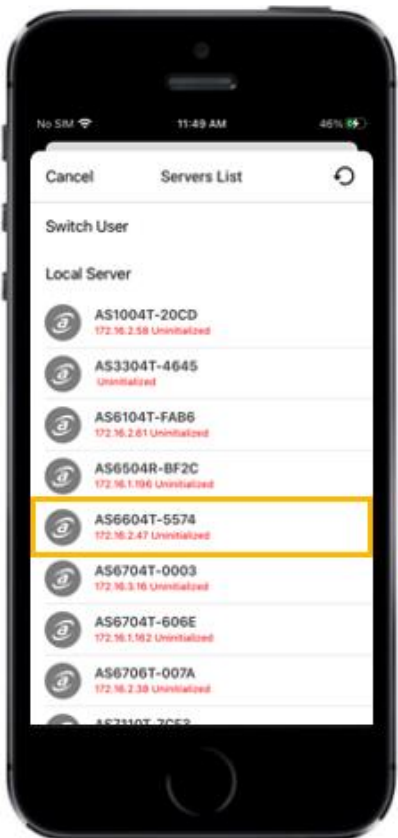 No SIM 11:49 AM 46%
Cancel Servers List
Switch User
Local Server
AS1004T-20CD
172.16.2.58 Uninitialized
AS3304T-4645
Uninitialized
AS6104T-FAB6
172.16.2.61 Uninitialized
AS6504R-BF2C
172.16.1.196 Uninitialized
AS6604T-5574
172.16.2.47 Uninitialized
AS6704T-0003
172.16.3.16 Uninitialized
AS6704T-606E
172.16.1.162 Uninitialized
AS6706T-007A
172.16.2.38 Uninitialized